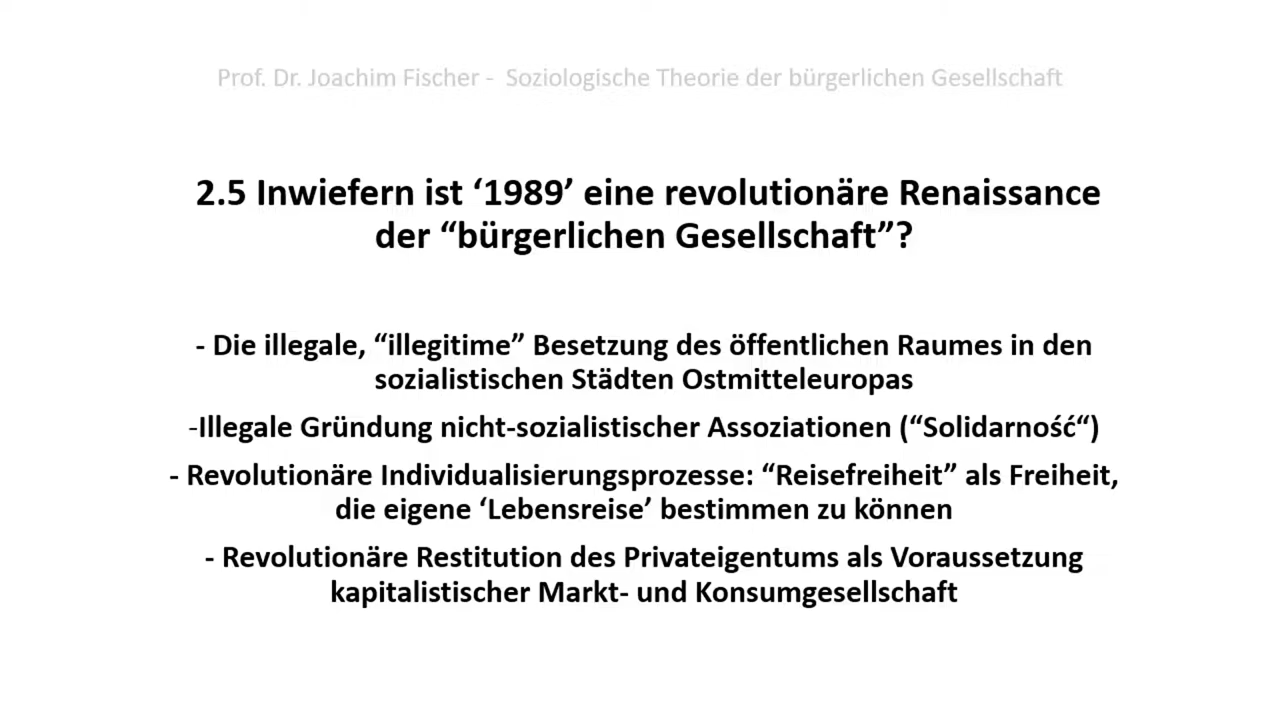 Prof. Dr. Joachim Fischer - Soziologische Theorie der bürgerlichen Gesellschaft
2.5 Inwiefern ist ‘1989’ eine revolutionäre Renaissance
der “bürgerlichen Gesellschaft”?
- Die illegale, “illegitime” Besetzung des öffentlichen Raumes in den
sozialistischen Städten Ostmitteleuropas
-Illegale Gründung nicht-sozialistischer Assoziationen (“Solidarność“)
- Revolutionäre Individualisierungsprozesse: “Reisefreiheit” als Freiheit,
die eigene ‘Lebensreise’ bestimmen zu können
- Revolutionäre Restitution des Privateigentums als Voraussetzung
kapitalistischer Markt- und Konsumgesellschaft